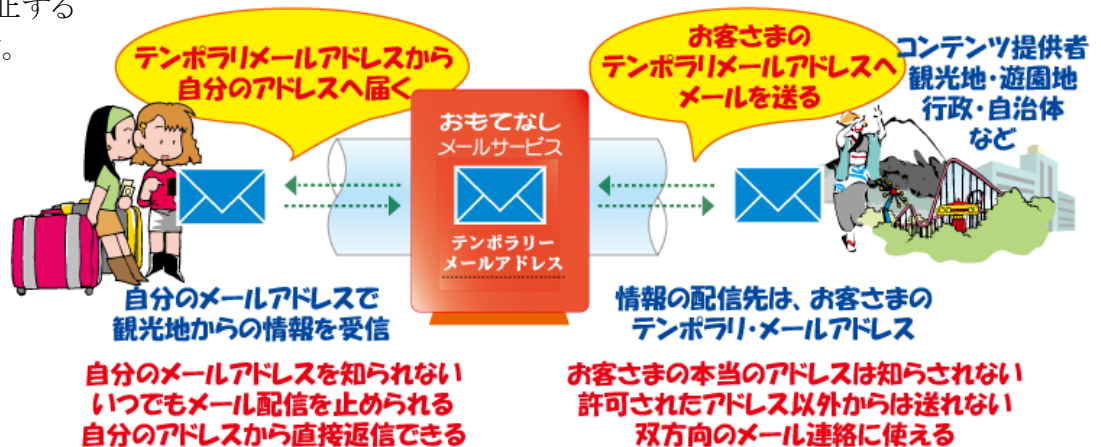 止する
。
テンポラリメールアドレスから
自分のアドレスへ届く
お客さまの
テンポラリメールアドレスへ
メールを送る
コンテンツ提供者
観光地・遊園地
行政・自治体
など
おもてなし
メールサービス
テンポラリー
メールアドレス
自分のメールアドレスで
観光地からの情報を受信
情報の配信先は、お客さまの
テンポラリ・メールアドレス
自分のメールアドレスを知られない
いつでもメール配信を止められる
自分のアドレスから直接返信できる
お客さまの本当のアドレスは知らされない
許可されたアドレス以外からは送れない
双方向のメール連絡に使える